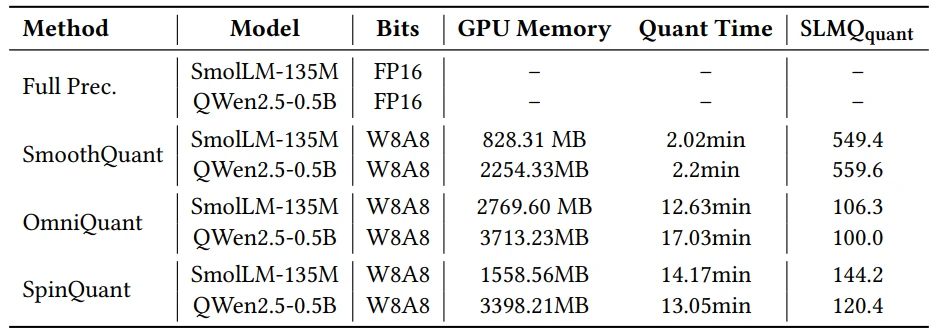 Method Model Bits GPU Memory Quant Time SLMQquant
Full Prec. SmolLM-135M FP16 – – –
QWen2.5-0.5B FP16 – – –
SmoothQuant SmolLM-135M W8A8 828.31 MB 2.02min 549.4
QWen2.5-0.5B W8A8 2254.33MB 2.2min 559.6
OmniQuant SmolLM-135M W8A8 2769.60 MB 12.63min 106.3
QWen2.5-0.5B W8A8 3713.23MB 17.03min 100.0
SpinQuant SmolLM-135M W8A8 1558.56MB 14.17min 144.2
QWen2.5-0.5B W8A8 3398.21MB 13.05min 120.4